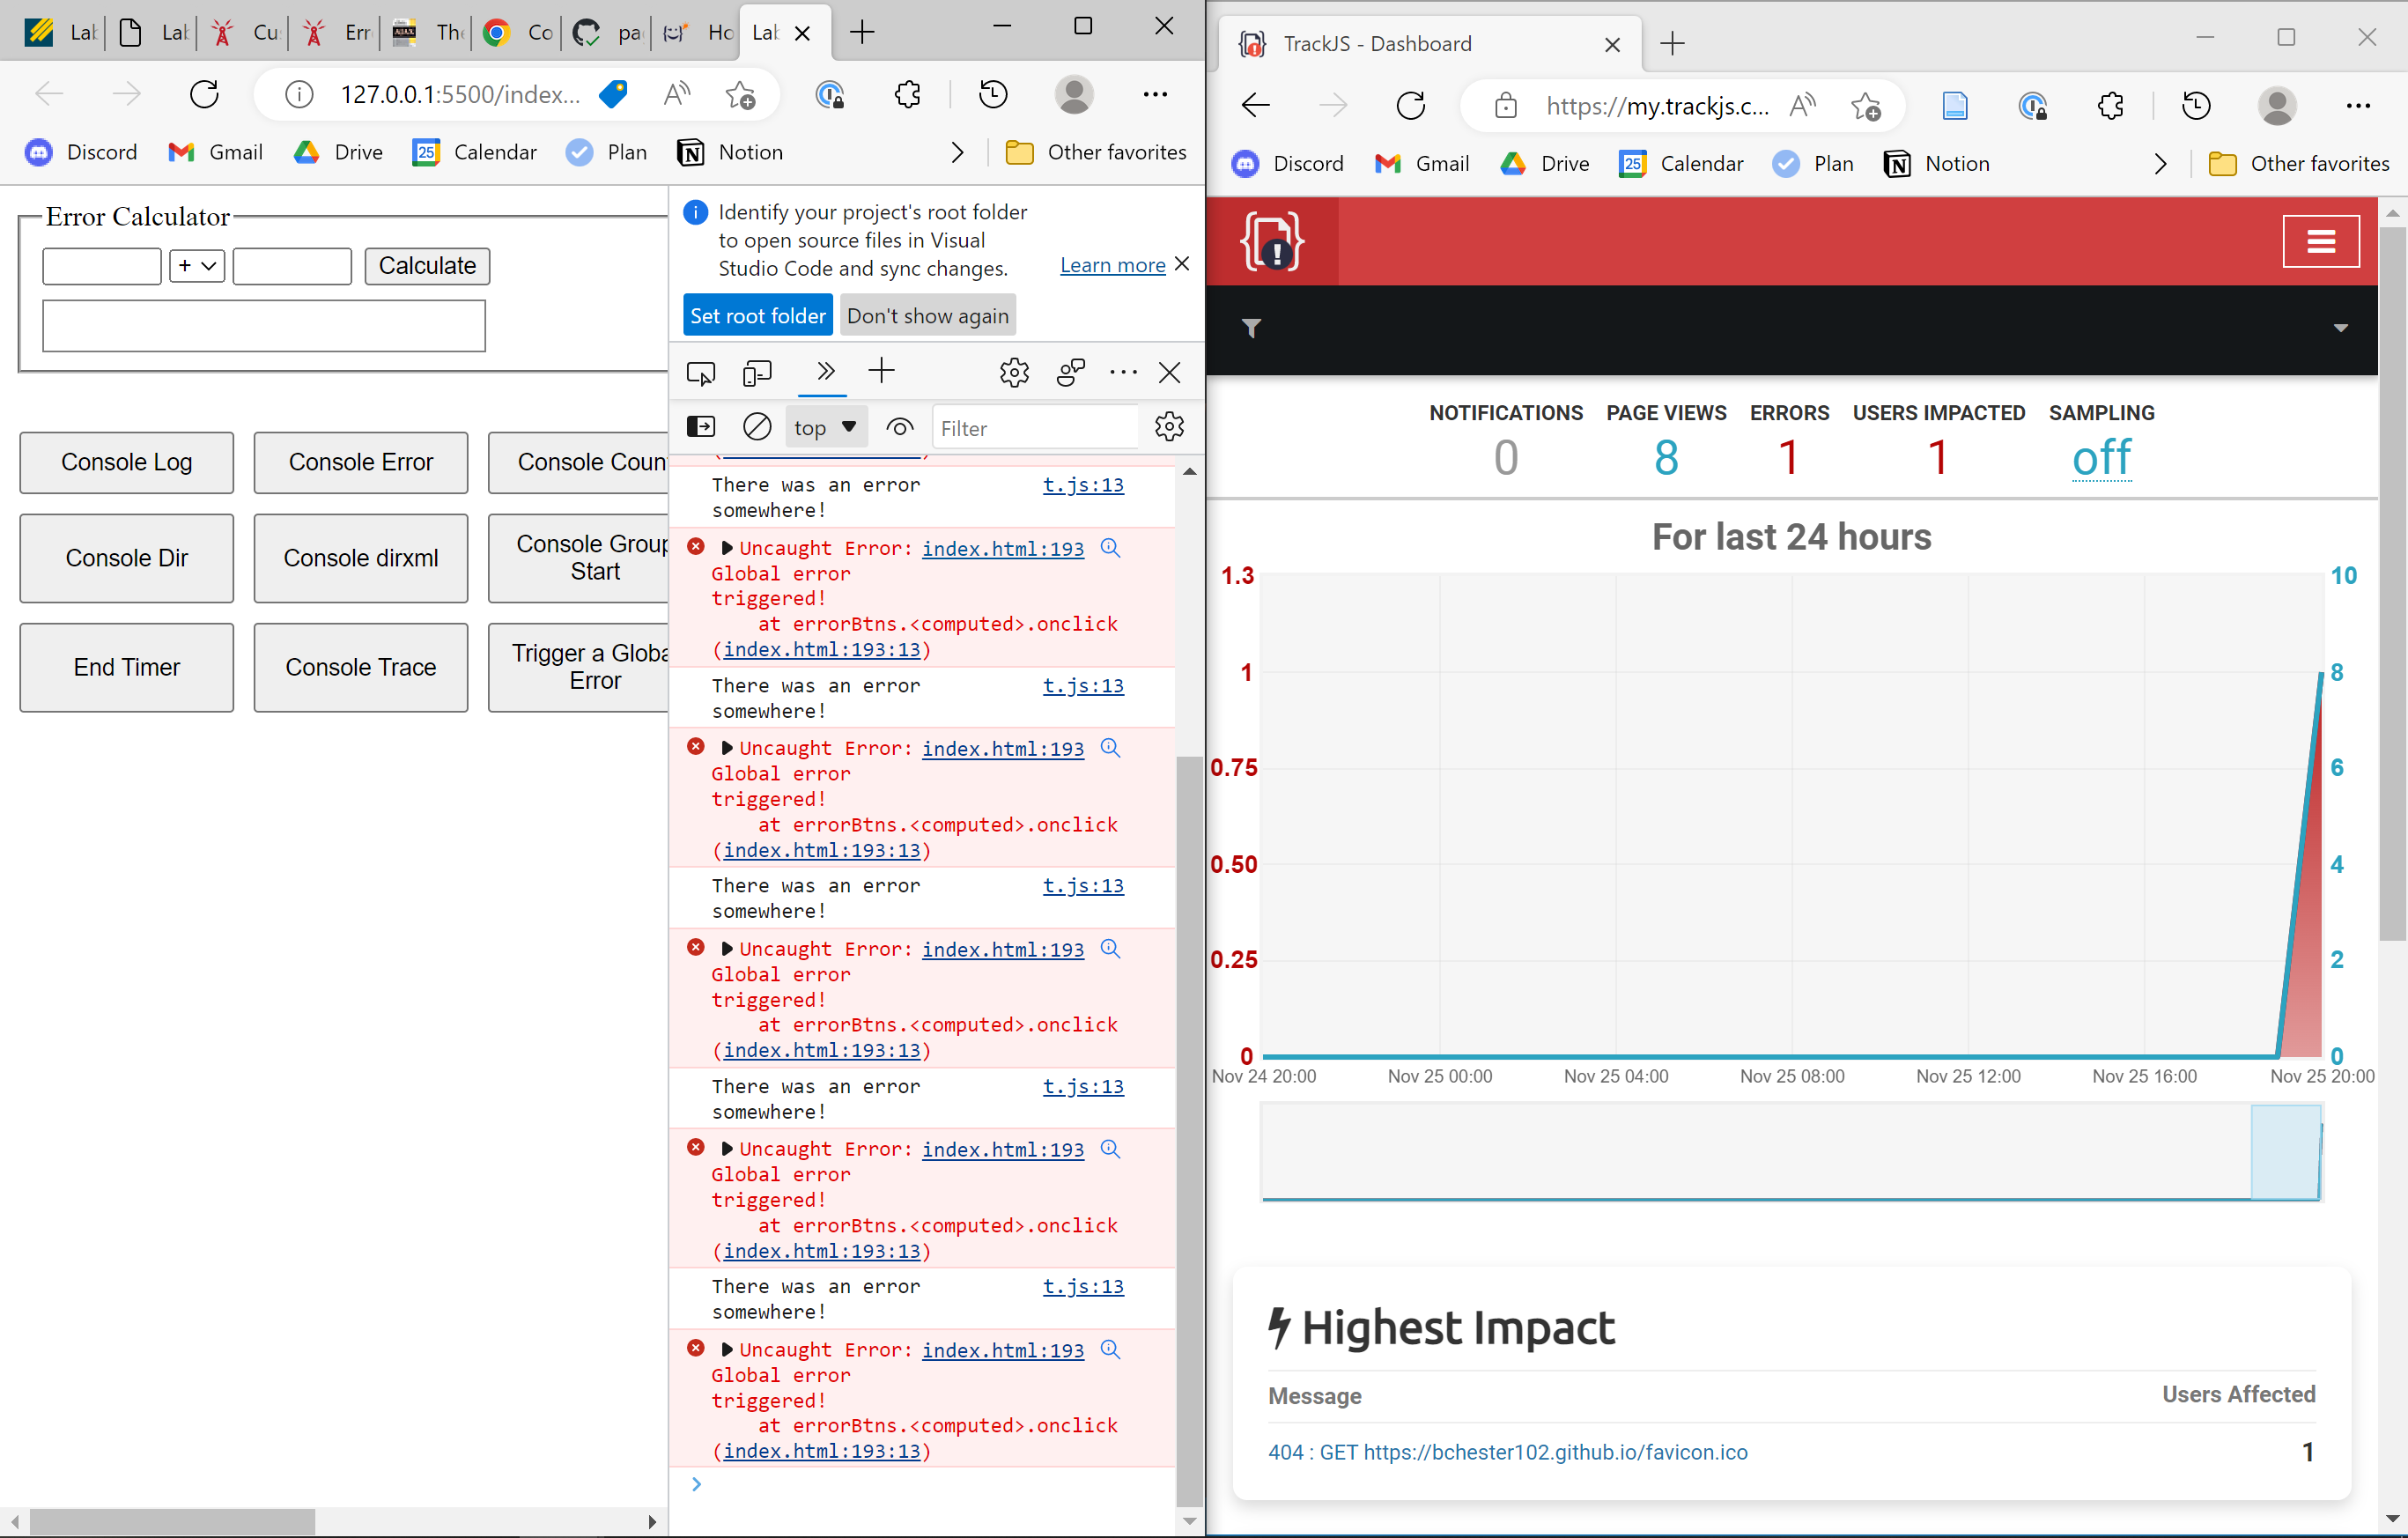 Lab
Lab
Cu
Erro
The
AJAX
Co
pa
Ho
Lab
127.0.0.1:5500/index...
Discord
Gmail
Drive
25
Calendar
Plan
Notion
Other favorites
Error Calculator
+
Calculate
Console Log
Console Error
Console Coun
Console Dir
Console dirxml
Console Group
Start
End Timer
Console Trace
Trigger a Globa
Error
Identify your project's root folder
to open source files in Visual
Studio Code and sync changes.
Learn more
Set root folder
Don't show again
top
Filter
There was an error t.js:13
somewhere!
Uncaught Error: index.html:193
Global error
triggered!
at errorBtns.<computed>.onclick
(index.html:193:13)
There was an error t.js:13
somewhere!
Uncaught Error: index.html:193
Global error
triggered!
at errorBtns.<computed>.onclick
(index.html:193:13)
There was an error t.js:13
somewhere!
Uncaught Error: index.html:193
Global error
triggered!
at errorBtns.<computed>.onclick
(index.html:193:13)
There was an error t.js:13
somewhere!
Uncaught Error: index.html:193
Global error
triggered!
at errorBtns.<computed>.onclick
(index.html:193:13)
There was an error t.js:13
somewhere!
Uncaught Error: index.html:193
Global error
triggered!
at errorBtns.<computed>.onclick
(index.html:193:13)
TrackJS - Dashboard
https://my.trackjs.c...
Discord
Gmail
Drive
25
Calendar
Plan
Notion
Other favorites
NOTIFICATIONS PAGE VIEWS ERRORS USERS IMPACTED SAMPLING
0 8 1 1 off
For last 24 hours
1.3 10
1 8
0.75 6
0.50 4
0.25 2
0 0
Nov 24 20:00 Nov 25 00:00 Nov 25 04:00 Nov 25 08:00 Nov 25 12:00 Nov 25 16:00 Nov 25 20:00
Highest Impact
Message Users Affected
404 : GET https://bchester102.github.io/favicon.ico 1